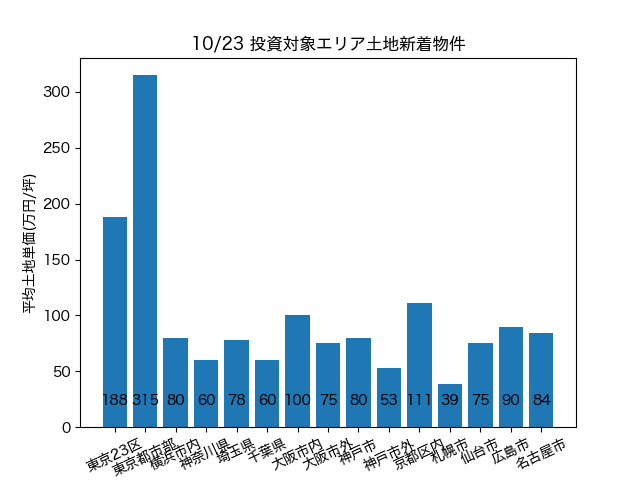 10/23 投資対象エリア土地新着物件
平均土地単価(万円/坪)
300
250
200
150
100
50
0
188 315 80 60 78 60 100 75 80 53 111 39 75 90 84
東京23区
東京都市部
横浜市内
神奈川県
埼玉県
千葉県
大阪市内
大阪市外
神戸市
神戸市外
京都区内
札幌市
仙台市
広島市
名古屋市